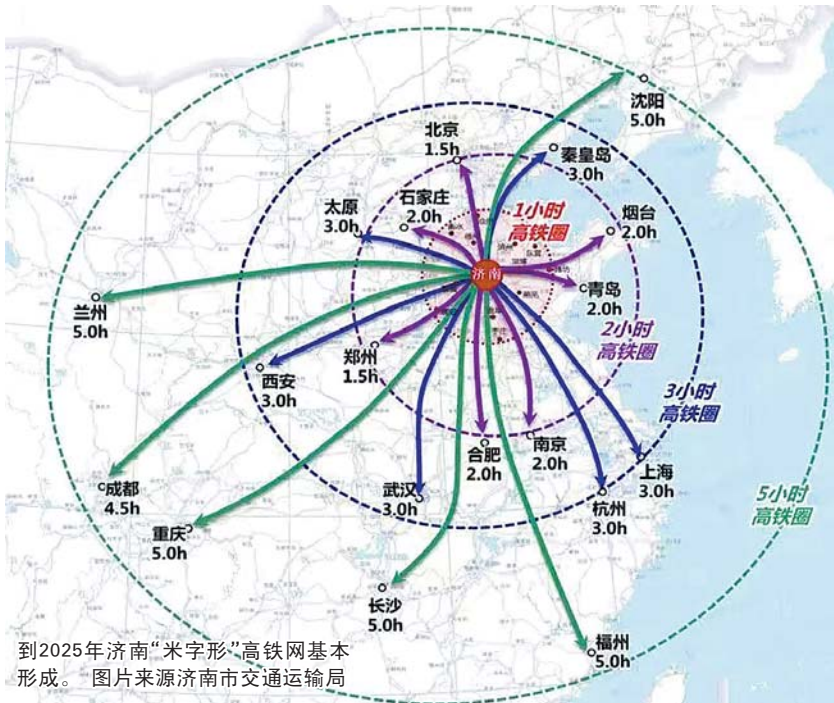 沈阳
5.0h
北京
1.5h
秦皇岛
3.0h
石家庄
2.0h
太原
3.0h
1小时
高铁圈
烟台
2.0h
济南
青岛
2.0h
兰州
5.0h
2小时
高铁圈
郑州
1.5h
西安
3.0h
3小时
高铁圈
合肥
2.0h
南京
2.0h
上海
3.0h
成都
4.5h
武汉
3.0h
杭州
3.0h
5小时
高铁圈
重庆
5.0h
长沙
5.0h
福州
5.0h
到2025年济南“米字形”高铁网基本
形成。 图片来源济南市交通运输局